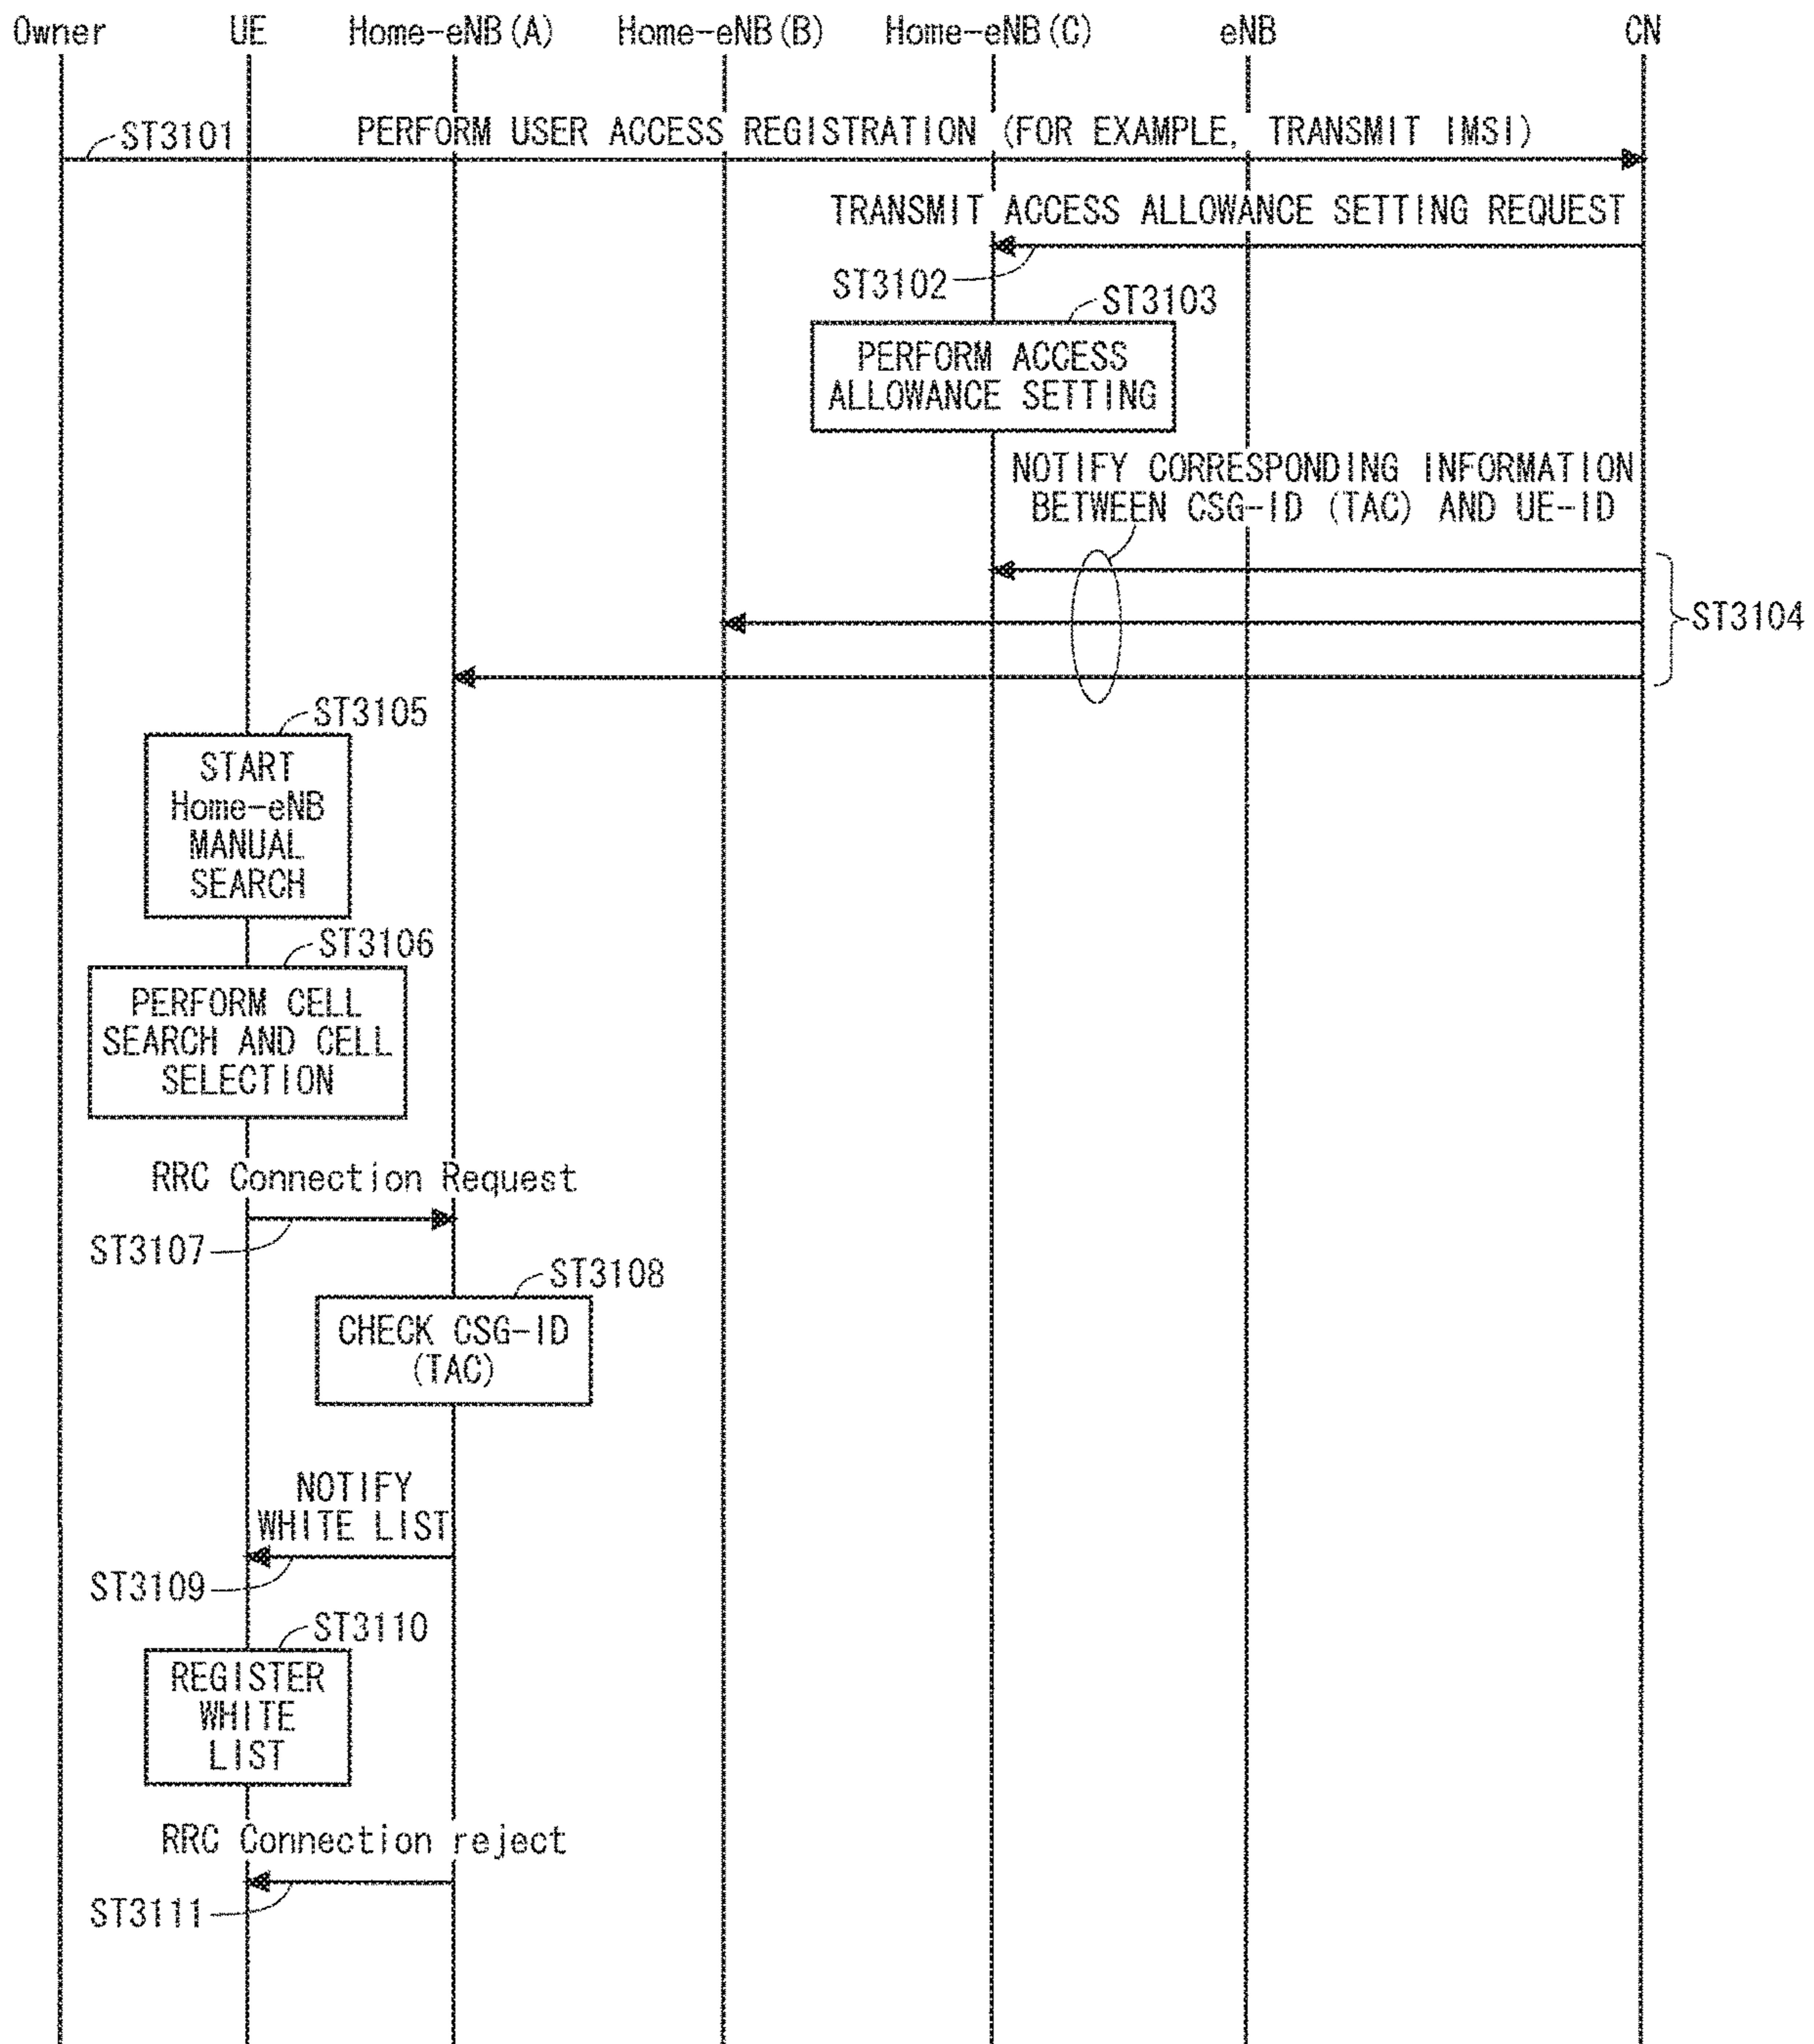 Owner UE Home-eNB(A) Home-eNB(B) Home-eNB(C) eNB CN
ST3101 PERFORM USER ACCESS REGISTRATION (FOR EXAMPLE, TRANSMIT IMSI)
TRANSMIT ACCESS ALLOWANCE SETTING REQUEST
ST3102
ST3103
PERFORM ACCESS
ALLOWANCE SETTING
NOTIFY CORRESPONDING INFORMATION
BETWEEN CSG-ID (TAC) AND UE-ID
ST3104
ST3105
START
Home-eNB
MANUAL
SEARCH
ST3106
PERFORM CELL
SEARCH AND CELL
SELECTION
RRC Connection Request
ST3107
ST3108
CHECK CSG-ID
(TAC)
NOTIFY
WHITE LIST
ST3109
ST3110
REGISTER
WHITE
LIST
RRC Connection reject
ST3111